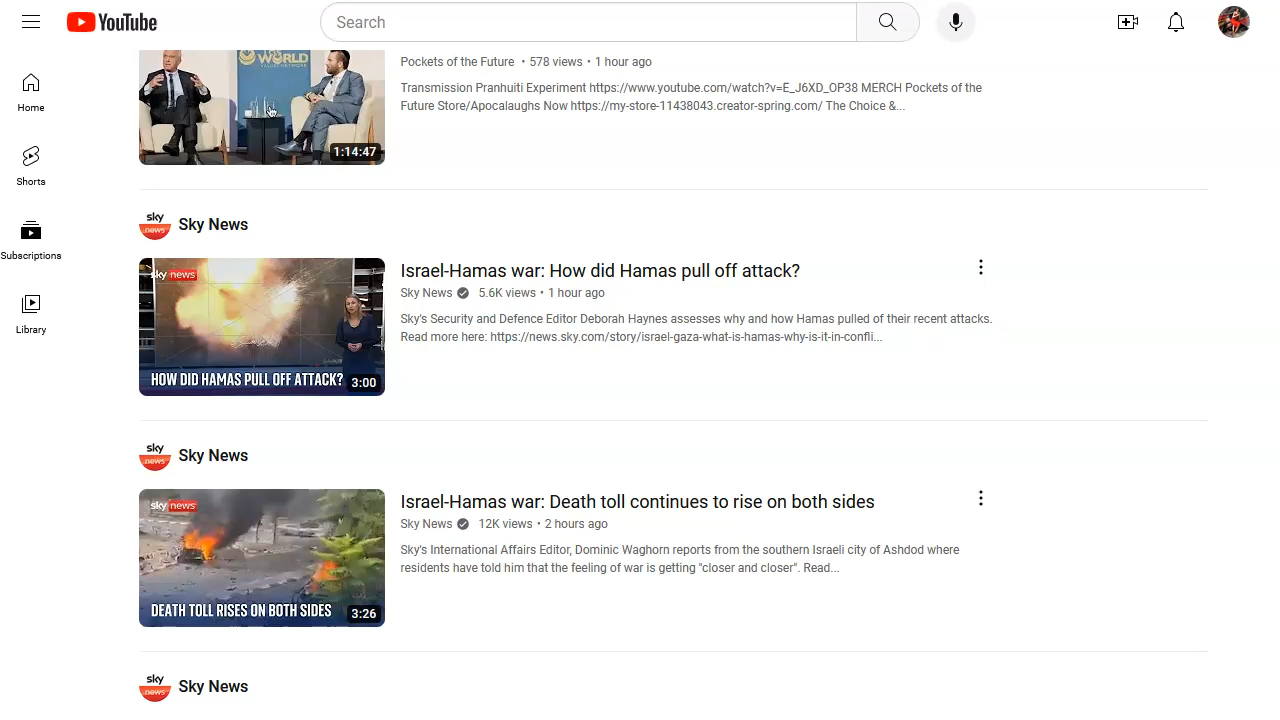 YouTube
Search
Home
Shorts
Subscriptions
Library
WORLD
VALUES NETWORK
1:14:47
Pockets of the Future • 578 views • 1 hour ago
Transmission Pranhuiti Experiment https://www.youtube.com/watch?v=E_J6XD_OP38 MERCH Pockets of the
Future Store/Apocalaughs Now https://my-store-11438043.creator-spring.com/ The Choice &...
sky news
Sky News
sky news
HOW DID HAMAS PULL OFF ATTACK?
3:00
Israel-Hamas war: How did Hamas pull off attack?
Sky News 5.6K views • 1 hour ago
Sky's Security and Defence Editor Deborah Haynes assesses why and how Hamas pulled of their recent attacks.
Read more here: https://news.sky.com/story/israel-gaza-what-is-hamas-why-is-it-in-confli...
sky news
Sky News
sky news
DEATH TOLL RISES ON BOTH SIDES
3:26
Israel-Hamas war: Death toll continues to rise on both sides
Sky News 12K views • 2 hours ago
Sky's International Affairs Editor, Dominic Waghorn reports from the southern Israeli city of Ashdod where
residents have told him that the feeling of war is getting "closer and closer". Read...
sky news
Sky News